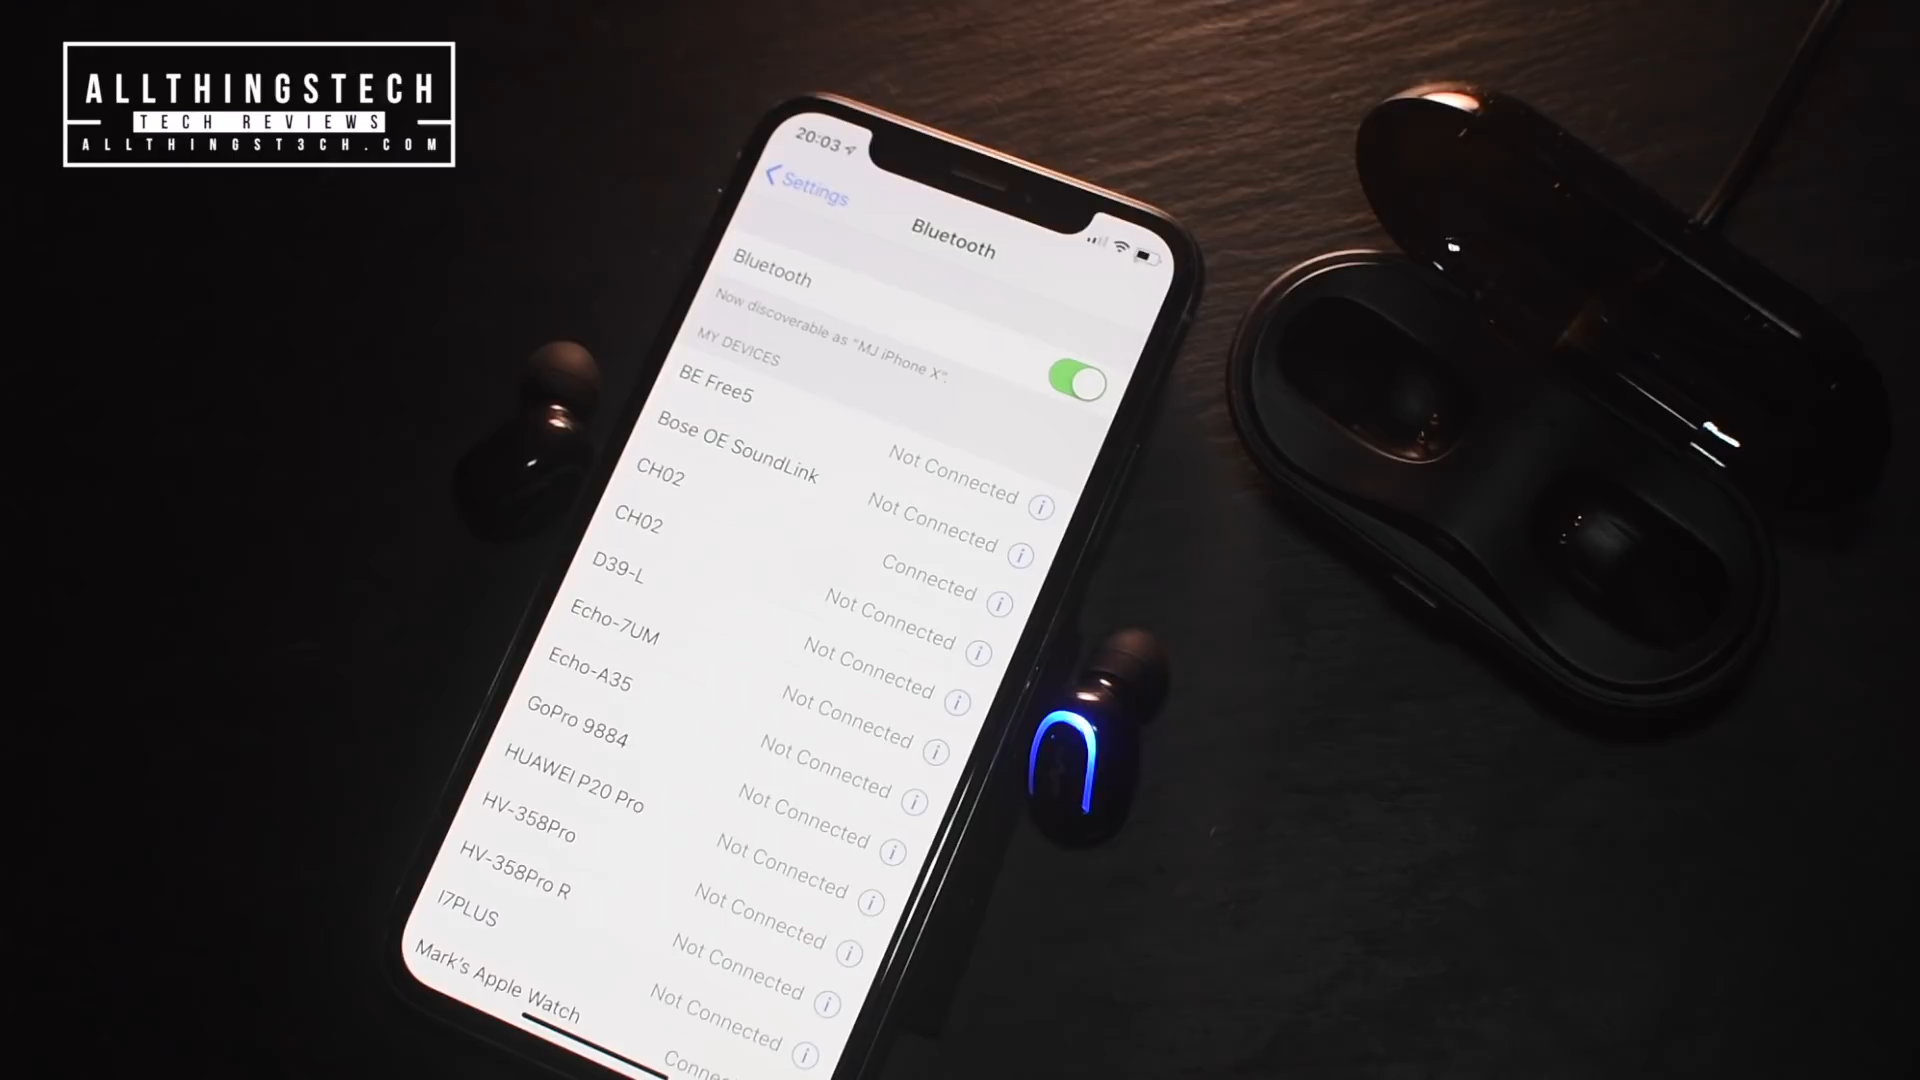 ALLTHINGSTECH
TECH REVIEWS
ALLTHINGST3CH.COM
20:03
Settings
Bluetooth
Bluetooth
Now discoverable as "MJ iPhone X".
MY DEVICES
BE Free5 Not Connected
Bose OE SoundLink Not Connected
CH02 Connected
CH02 Not Connected
D39-L Not Connected
Echo-7UM Not Connected
Echo-A35 Not Connected
GoPro 9884 Not Connected
HUAWEI P20 Pro Not Connected
HV-358Pro Not Connected
HV-358Pro R Not Connected
I7PLUS Not Connected
Mark's Apple Watch